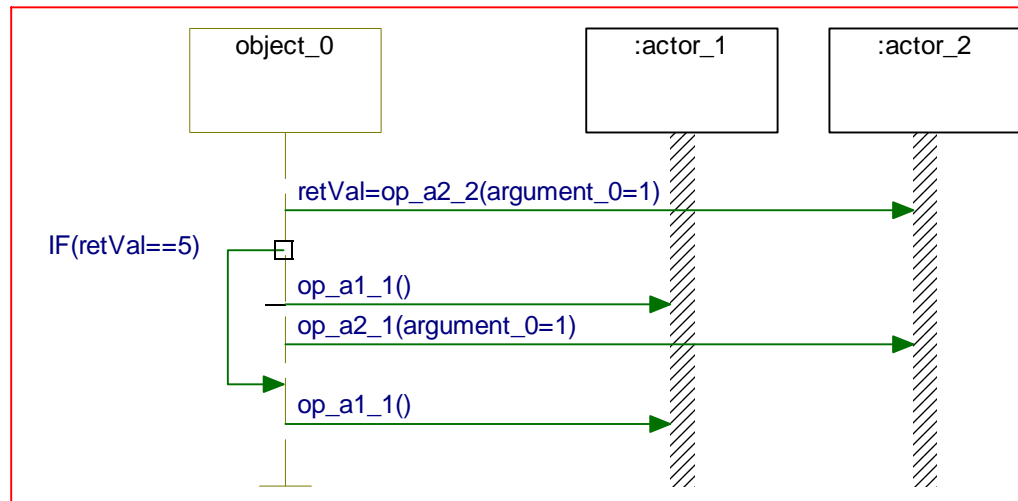 object_0
:actor_1
:actor_2
retVal=op_a2_2(argument_0=1)
IF(retVal==5)
op_a1_1()
op_a2_1(argument_0=1)
op_a1_1()